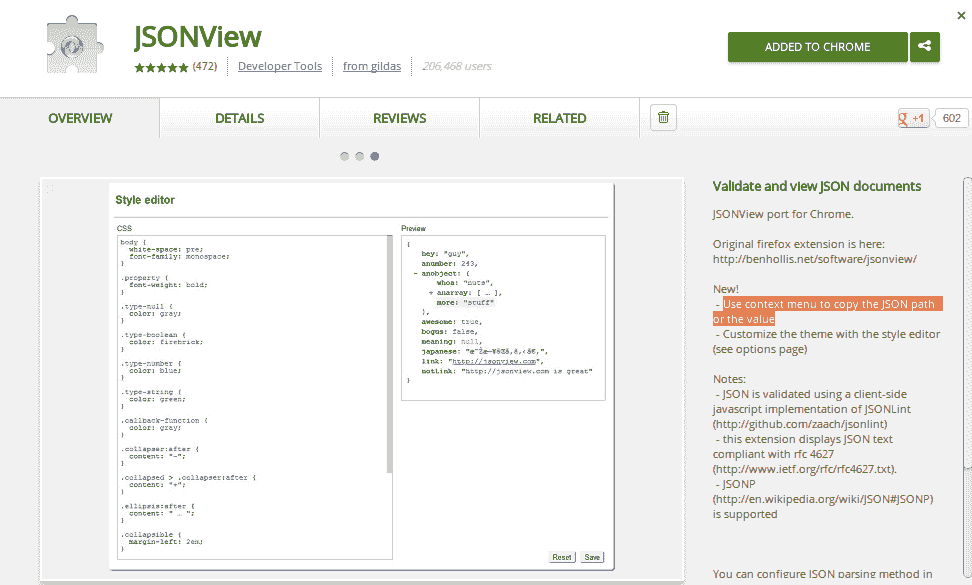 JSONView
(472)
Developer Tools
from gildas
206,468 users
ADDED TO CHROME
OVERVIEW
DETAILS
REVIEWS
RELATED
+1
602
Style editor
CSS
body {
white-space: pre;
font-family: monospace;
}
.property {
font-weight: bold;
}
.type-null {
color: gray;
}
.type-boolean {
color: firebrick;
}
.type-number {
color: blue;
}
.type-string {
color: green;
}
.callback-function {
color: gray;
}
.collapser:after {
content: "-";
}
.collapsed > .collapser:after {
content: "+";
}
.ellipsis:after {
content: " … ";
}
.collapsible {
margin-left: 2em;
}
Preview
{
hey: "guy",
anumber: 243,
- anobject: {
whoa: "nuts",
+ anarray: [ … ],
more: "stuff"
},
awesome: true,
bogus: false,
meaning: null,
japanese:
link: "http://jsonview.com",
notLink: "http://jsonview.com is great"
}
Reset
Save
Validate and view JSON documents
JSONView port for Chrome.
Original firefox extension is here:
http://benhollis.net/software/jsonview/
New!
- Use context menu to copy the JSON path
or the value
- Customize the theme with the style editor
(see options page)
Notes:
- JSON is validated using a client-side
javascript implementation of JSONLint
(http://github.com/zaach/jsonlint)
- this extension displays JSON text
compliant with rfc 4627
(http://www.ietf.org/rfc/rfc4627.txt).
- JSONP
(http://en.wikipedia.org/wiki/JSON#JSONP)
is supported
You can configure JSON parsing method in